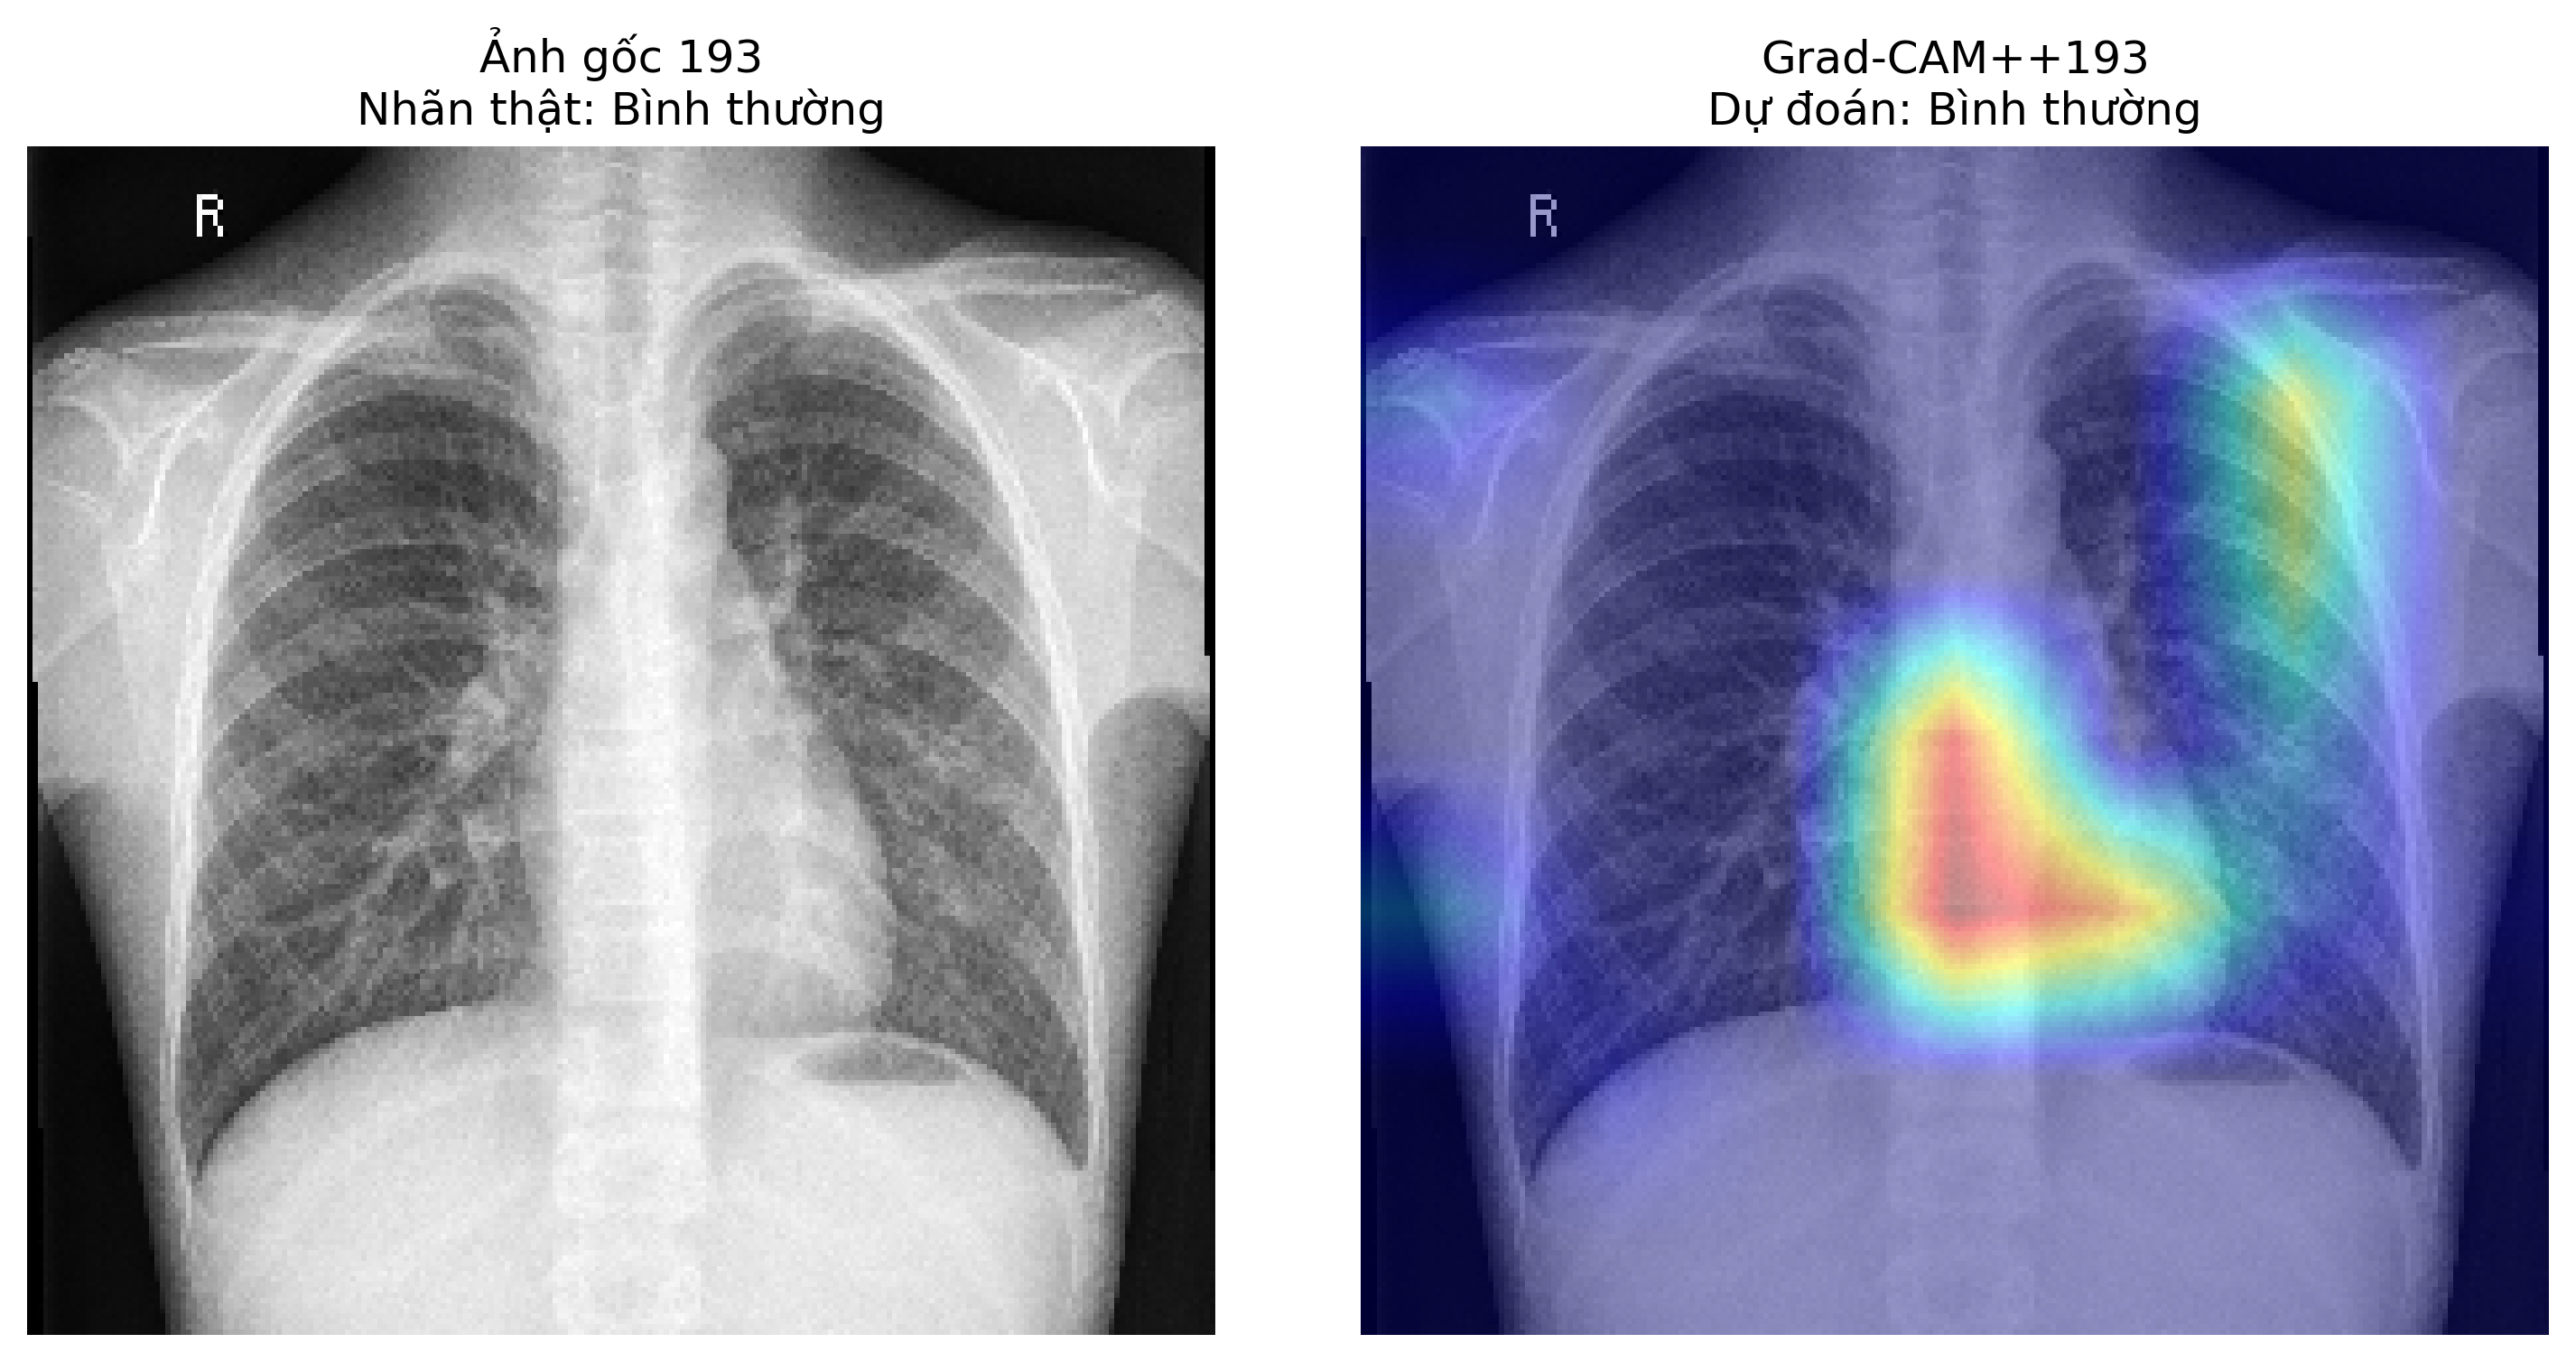 Ảnh gốc 193
Nhãn thật: Bình thường
R
Grad-CAM++193
Dự đoán: Bình thường
R